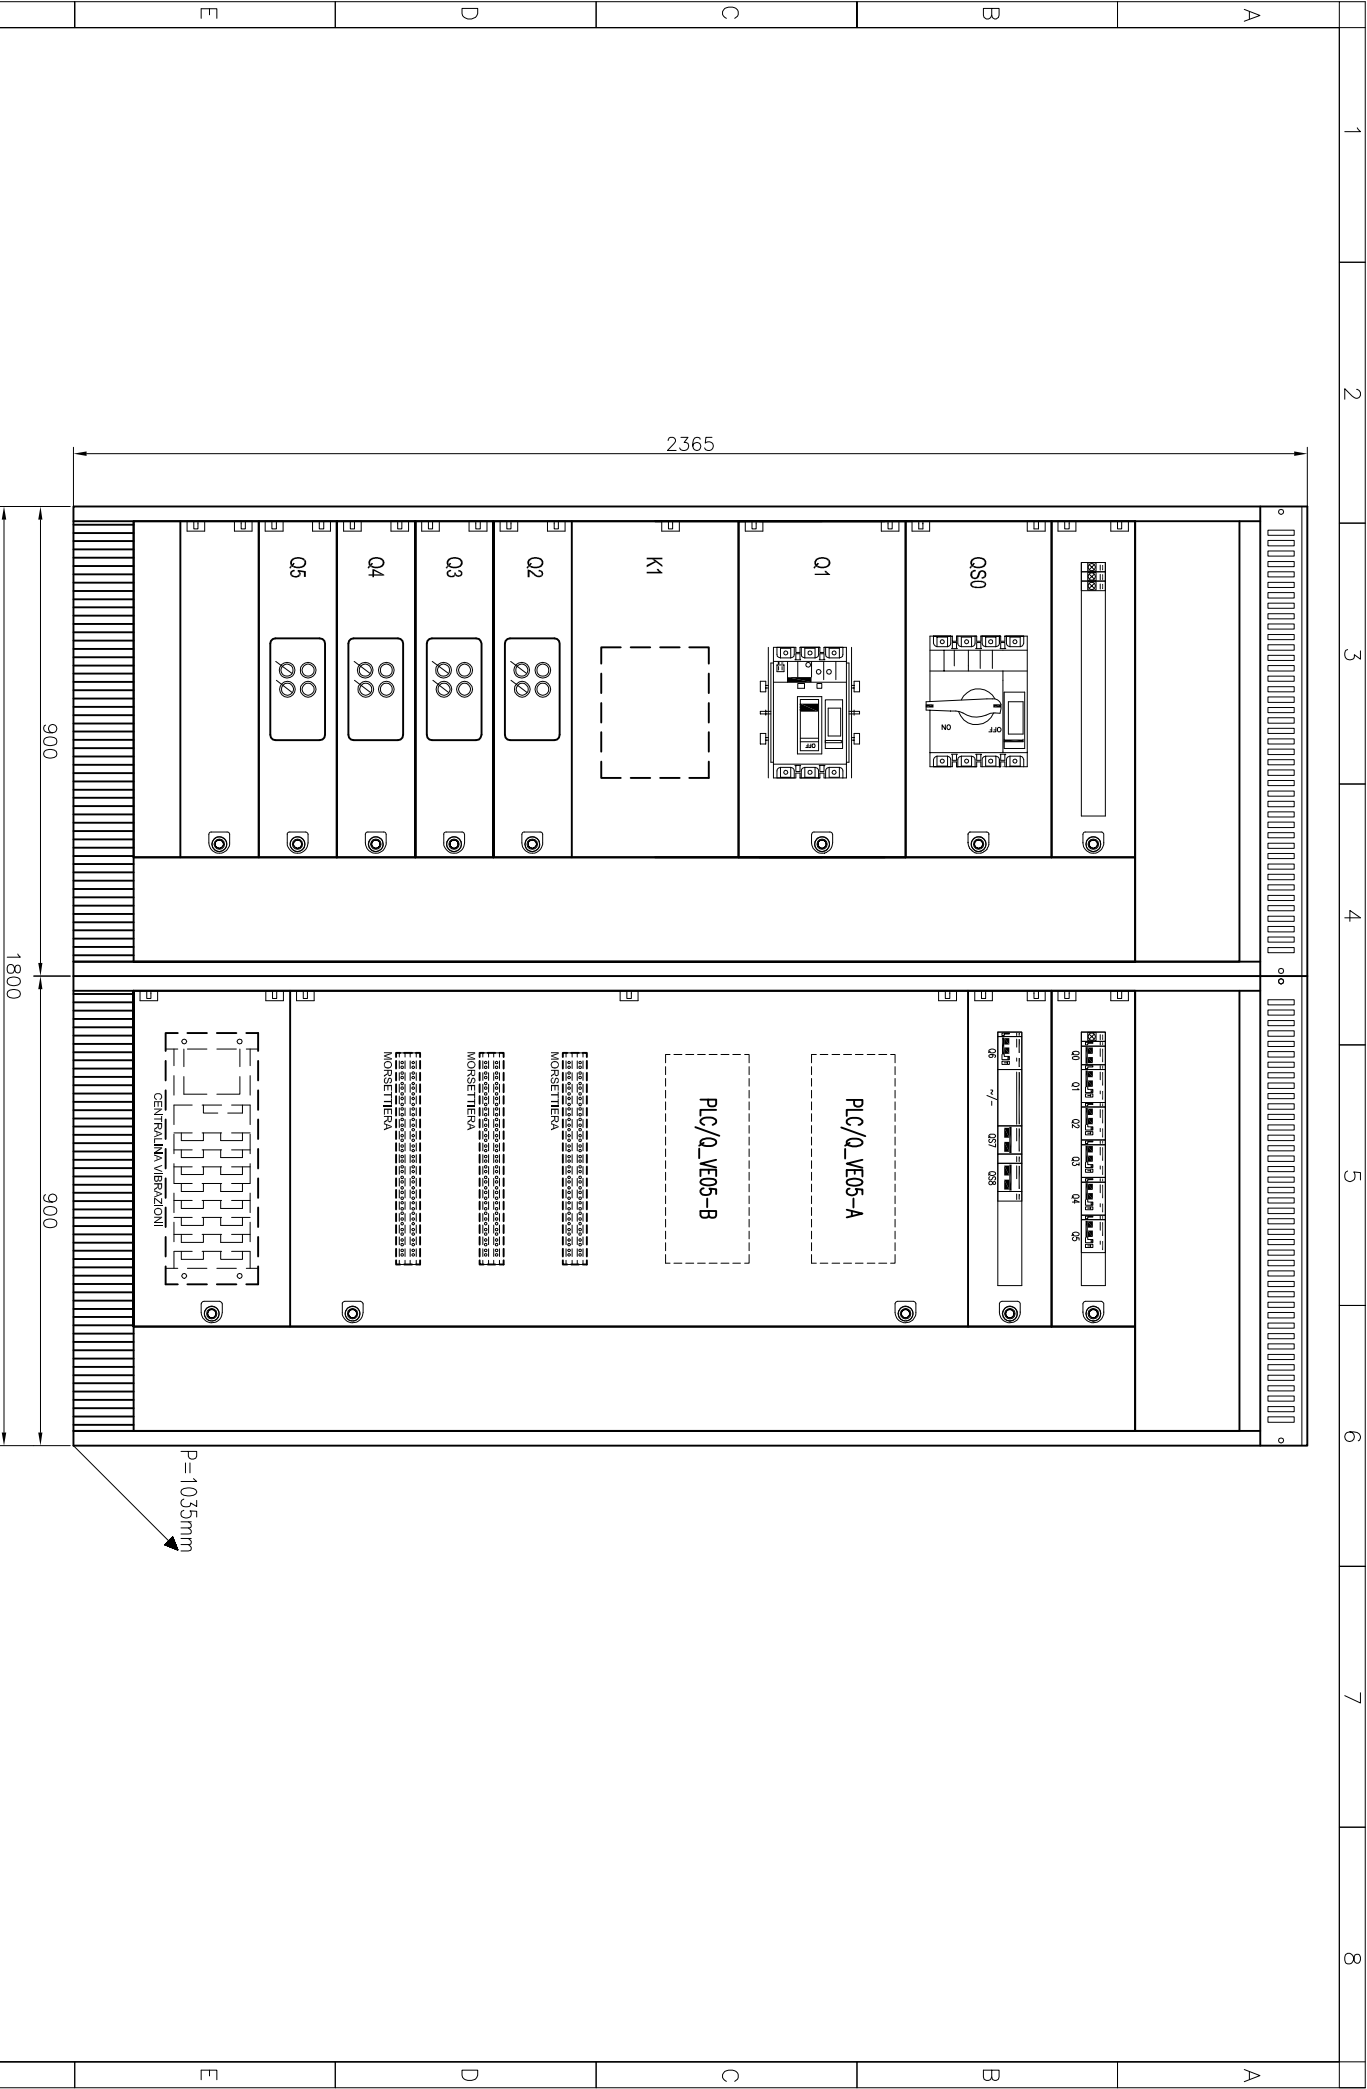 1
2
3
4
5
6
7
8
A
B
C
D
E
A
B
C
D
E
2365
QS0
OFF
ON
Q1
OFF
K1
Q2
Q3
Q4
Q5
Q0 Q1 Q2 Q3 Q4 Q5
Q6 ~/- QS7 QS8
PLC/Q_VE05-A
PLC/Q_VE05-B
MORSETTIERA
MORSETTIERA
MORSETTIERA
CENTRALINA VIBRAZIONI
P=1035mm
900
900
1800